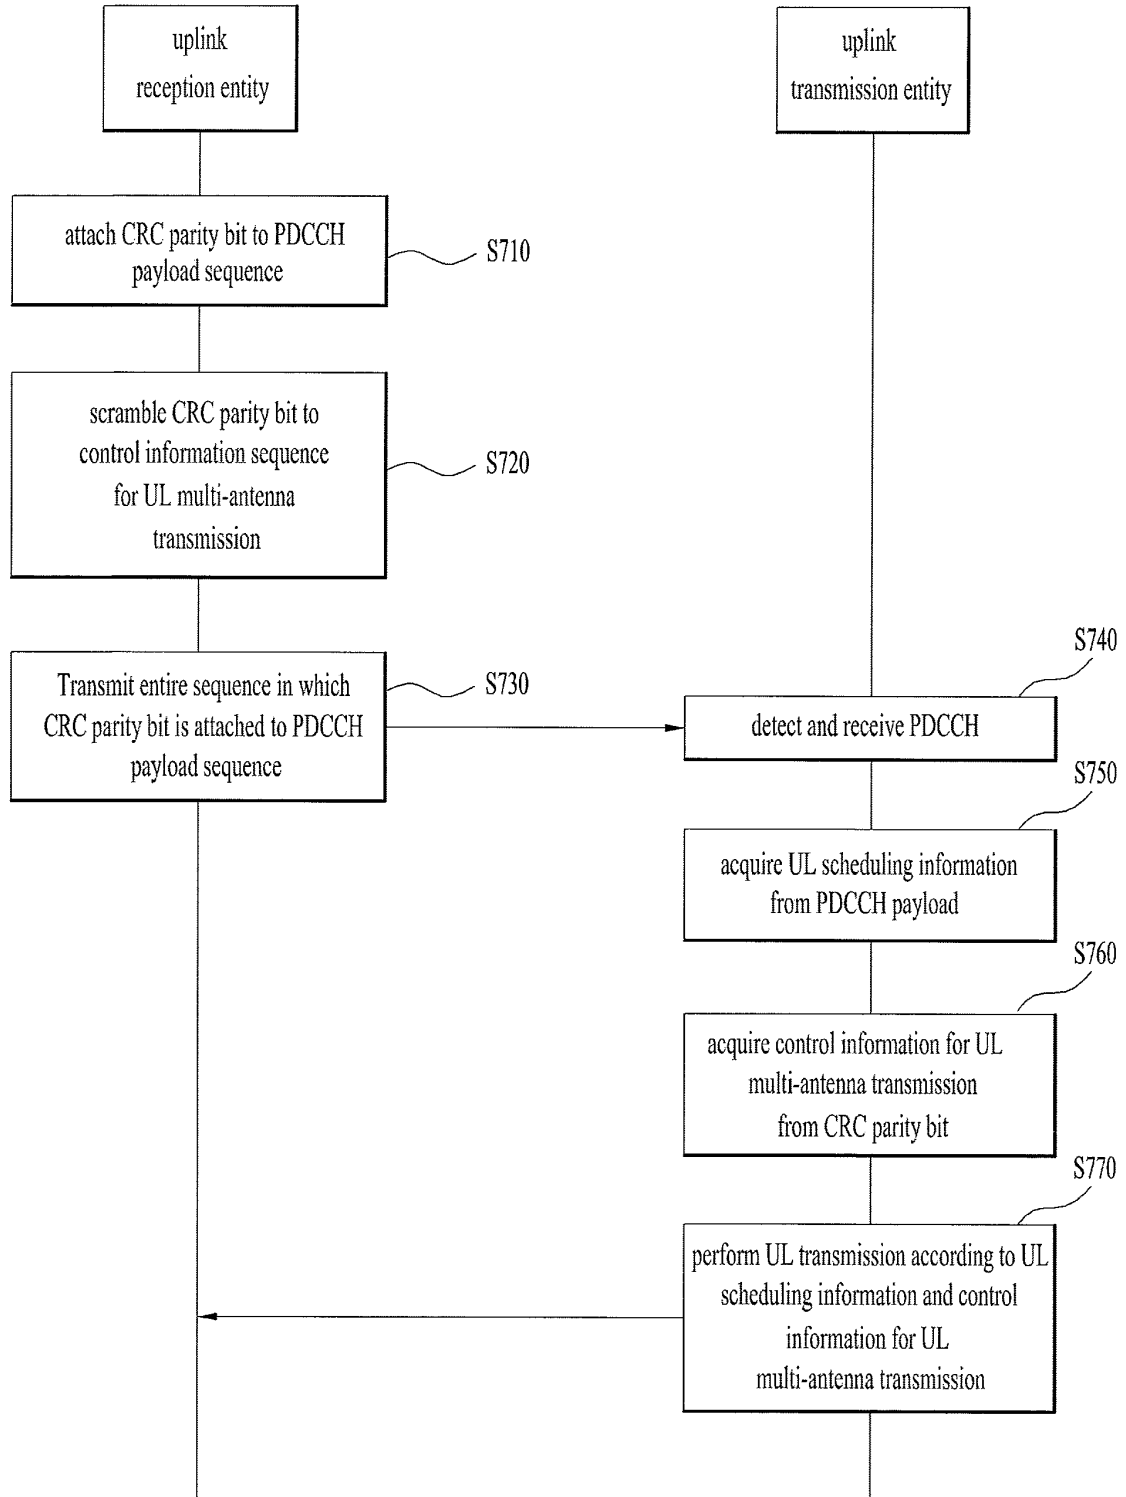 uplink
reception entity
uplink
transmission entity
attach CRC parity bit to PDCCH
payload sequence
S710
scramble CRC parity bit to
control information sequence
for UL multi-antenna
transmission
S720
Transmit entire sequence in which
CRC parity bit is attached to PDCCH
payload sequence
S730
S740
detect and receive PDCCH
S750
acquire UL scheduling information
from PDCCH payload
S760
acquire control information for UL
multi-antenna transmission
from CRC parity bit
S770
perform UL transmission according to UL
scheduling information and control
information for UL
multi-antenna transmission